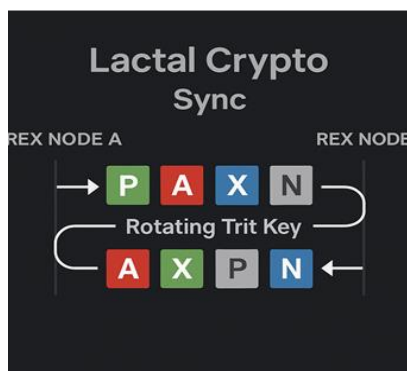 Lactal Crypto
Sync
REX NODE A REX NODE
P A X N
Rotating Trit Key
A X P N